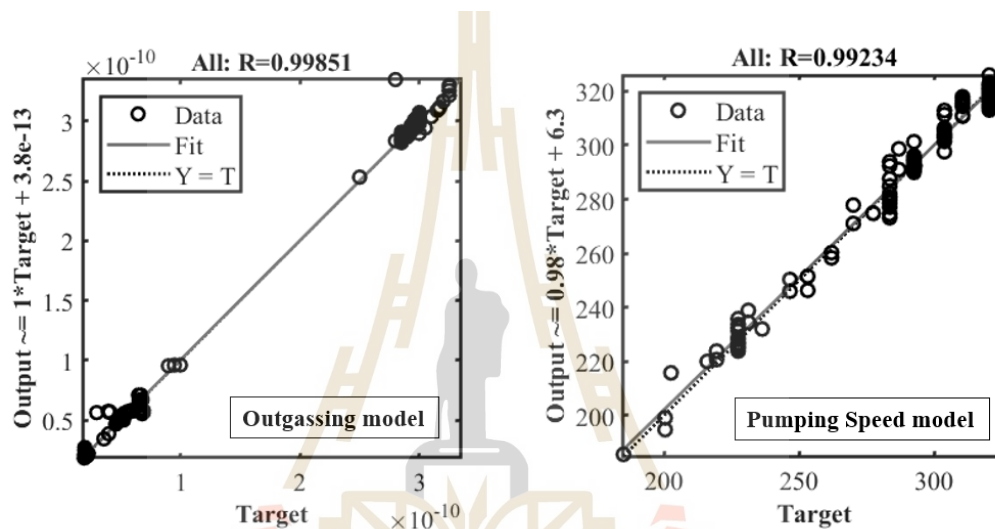 ×10⁻¹⁰
All: R=0.99851
Output ~= 1*Target + 3.8e-13
3
2.5
2
1.5
1
0.5
Data
Fit
Y = T
Outgassing model
1
2
3
Target
×10⁻¹⁰
All: R=0.99234
Output ~= 0.98*Target + 6.3
320
300
280
260
240
220
200
Data
Fit
Y = T
Pumping Speed model
200
250
300
Target